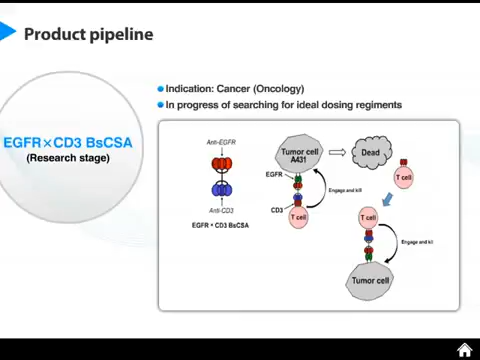 Product pipeline
EGFR×CD3 BsCSA
(Research stage)
Indication: Cancer (Oncology)
In progress of searching for ideal dosing regiments
Anti-EGFR
Anti-CD3
EGFR × CD3 BsCSA
Tumor cell
A431
EGFR
CD3
T cell
Engage and kill
Dead
T cell
T cell
Engage and kil
Tumor cell